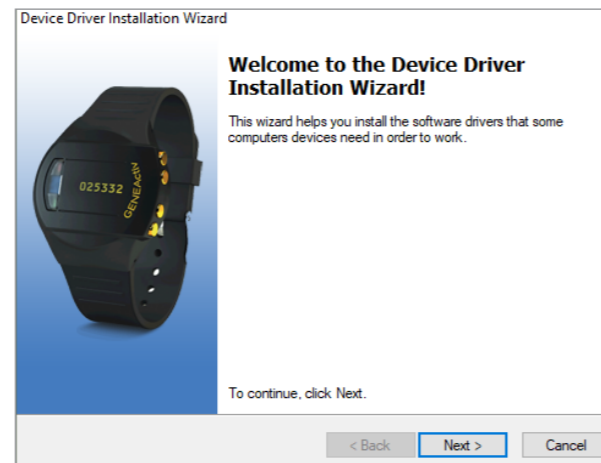 Device Driver Installation Wizard
Welcome to the Device Driver
Installation Wizard!
This wizard helps you install the software drivers that some
computers devices need in order to work.
025332
GENEActiv
To continue, click Next.
< Back
Next >
Cancel